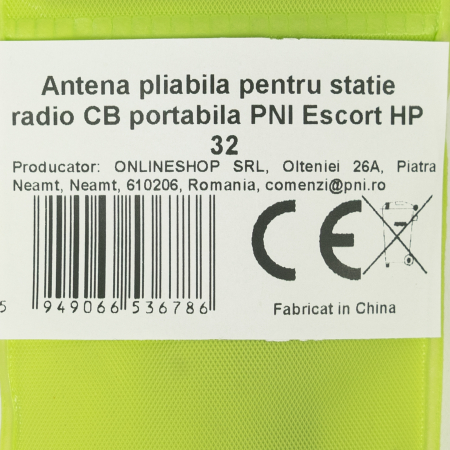 Antena pliabila pentru statie
radio CB portabila PNI Escort HP
32
Producator: ONLINESHOP SRL, Olteniei 26A, Piatra
Neamt, Neamt, 610206, Romania, comenzi@pni.ro
CE
5 949066 536786
Fabricat in China